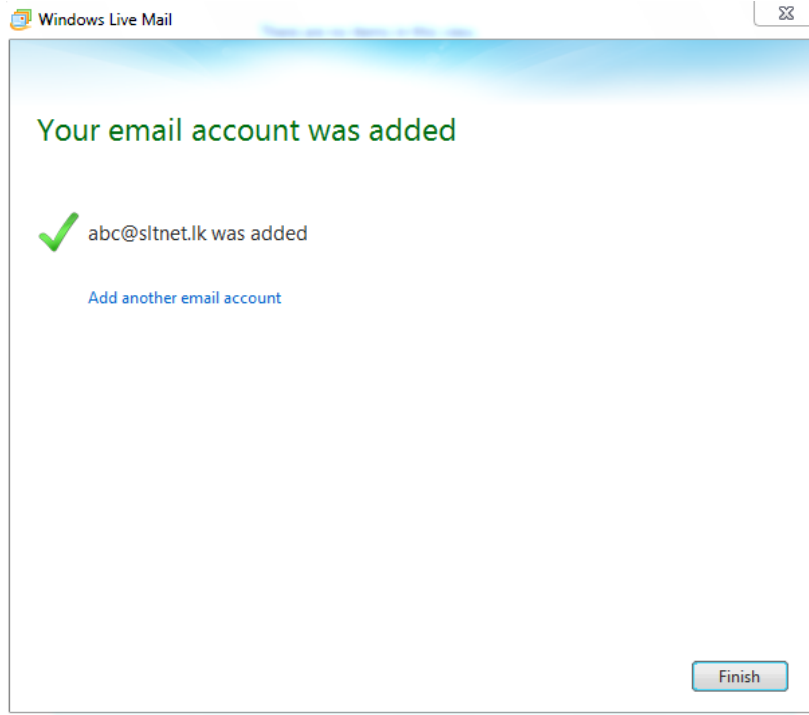 Windows Live Mail
Your email account was added
abc@sltnet.lk was added
Add another email account
Finish